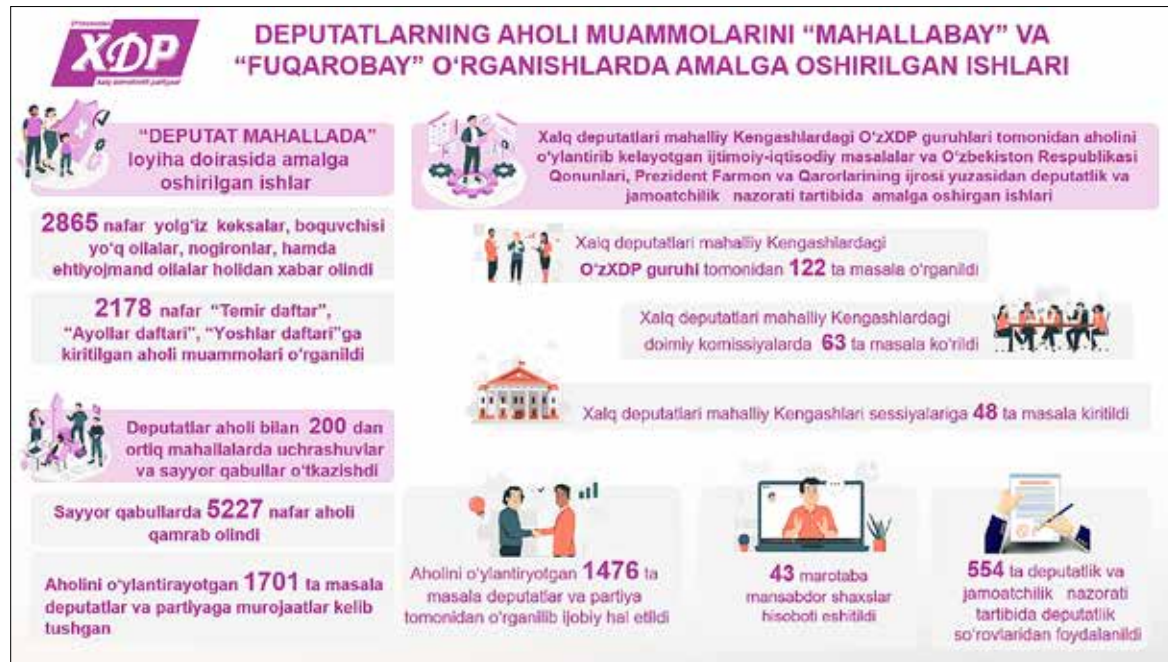 XDP
Xalq demokratik partiyasi
DEPUTATLARNING AHOLI MUAMMOLARINI “MAHALLABAY” VA
“FUQAROBAY” O‘RGANISHLARDA AMALGA OSHIRILGAN ISHLARI
“DEPUTAT MAHALLADA”
loyiha doirasida amalga
oshirilgan ishlar
2865 nafar yolg‘iz keksalar, boquvchisi
yo‘q oilalar, nogironlar, hamda
ehtiyojmand oilalar holidan xabar olindi
2178 nafar “Temir daftar”,
“Ayollar daftari”, “Yoshlar daftari”ga
kiritilgan aholi muammolari o‘rganildi
Deputatlar aholi bilan 200 dan
ortiq mahallalarda uchrashuvlar
va sayyor qabullar o‘tkazishdi
Sayyor qabullarda 5227 nafar aholi
qamrab olindi
Aholini o‘ylantirayotgan 1701 ta masala
deputatlar va partiyaga murojaatlar kelib
tushgan
Xalq deputatlari mahalliy Kengashlardagi O‘zXDP guruhlari tomonidan aholini
o‘ylantirib kelayotgan ijtimoiy-iqtisodiy masalalar va O‘zbekiston Respublikasi
Qonunlari, Prezident Farmon va Qarorlarining ijrosi yuzasidan deputatlik va
jamoatchilik nazorati tartibida amalga oshirgan ishlari
Xalq deputatlari mahalliy Kengashlardagi
O‘zXDP guruhi tomonidan 122 ta masala o‘rganildi
Xalq deputatlari mahalliy Kengashlardagi
doimiy komissiyalarda 63 ta masala ko‘rildi
Xalq deputatlari mahalliy Kengashlari sessiyalariga 48 ta masala kiritildi
Aholini o‘ylantiryotgan 1476 ta
masala deputatlar va partiya
tomonidan o‘rganilib ijobiy hal etildi
43 marotaba
mansabdor shaxslar
hisoboti eshitildi
554 ta deputatlik va
jamoatchilik nazorati
tartibida deputatlik
so‘rovlaridan foydalanildi